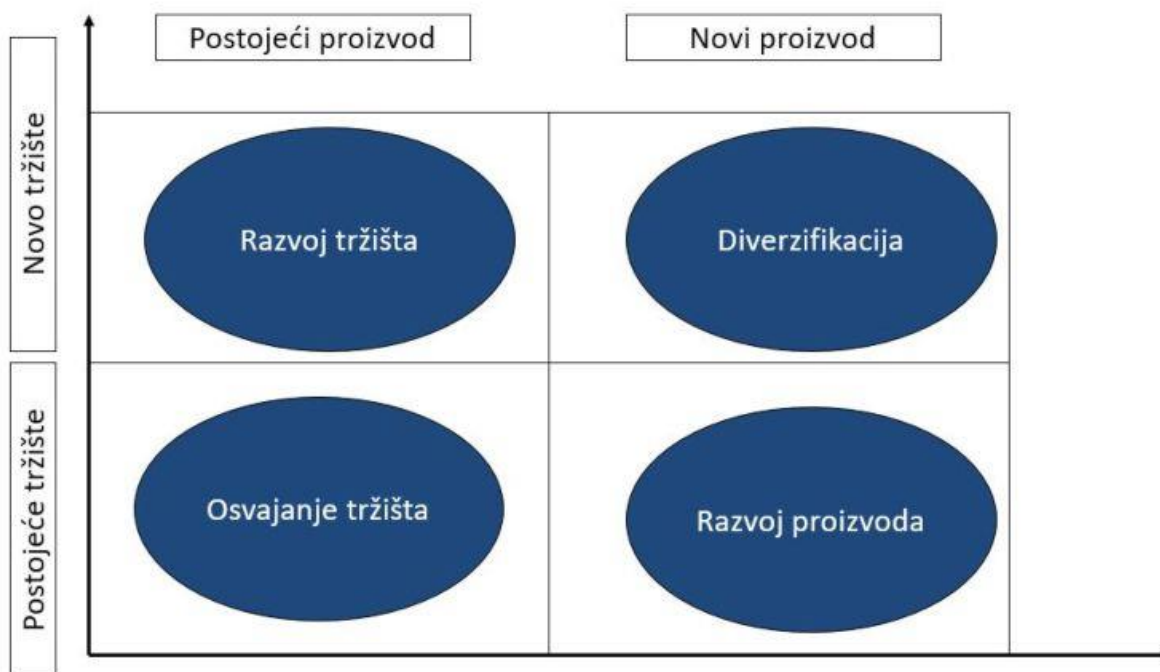 Postojeći proizvod
Novi proizvod
Novo tržište
Razvoj tržišta
Diverzifikacija
Postojeće tržište
Osvajanje tržišta
Razvoj proizvoda